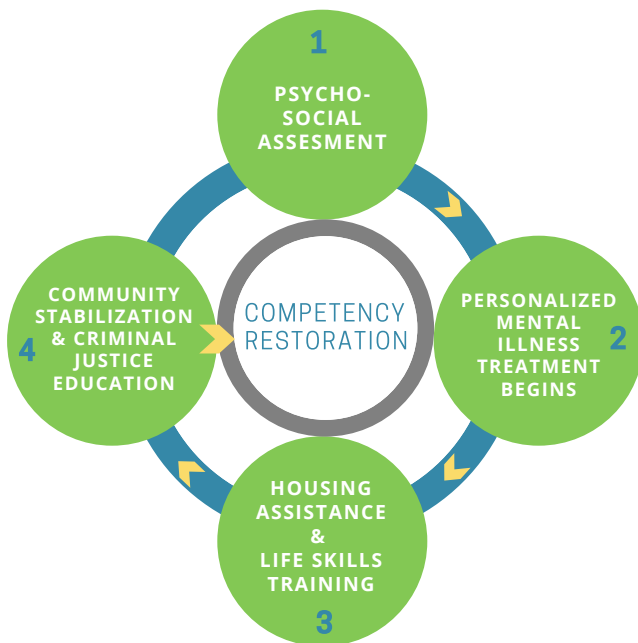 1
PSYCHO-
SOCIAL
ASSESMENT
PERSONALIZED
MENTAL
ILLNESS
TREATMENT
BEGINS
2
HOUSING
ASSISTANCE
&
LIFE SKILLS
TRAINING
3
COMMUNITY
STABILIZATION
& CRIMINAL
JUSTICE
EDUCATION
4
COMPETENCY
RESTORATION